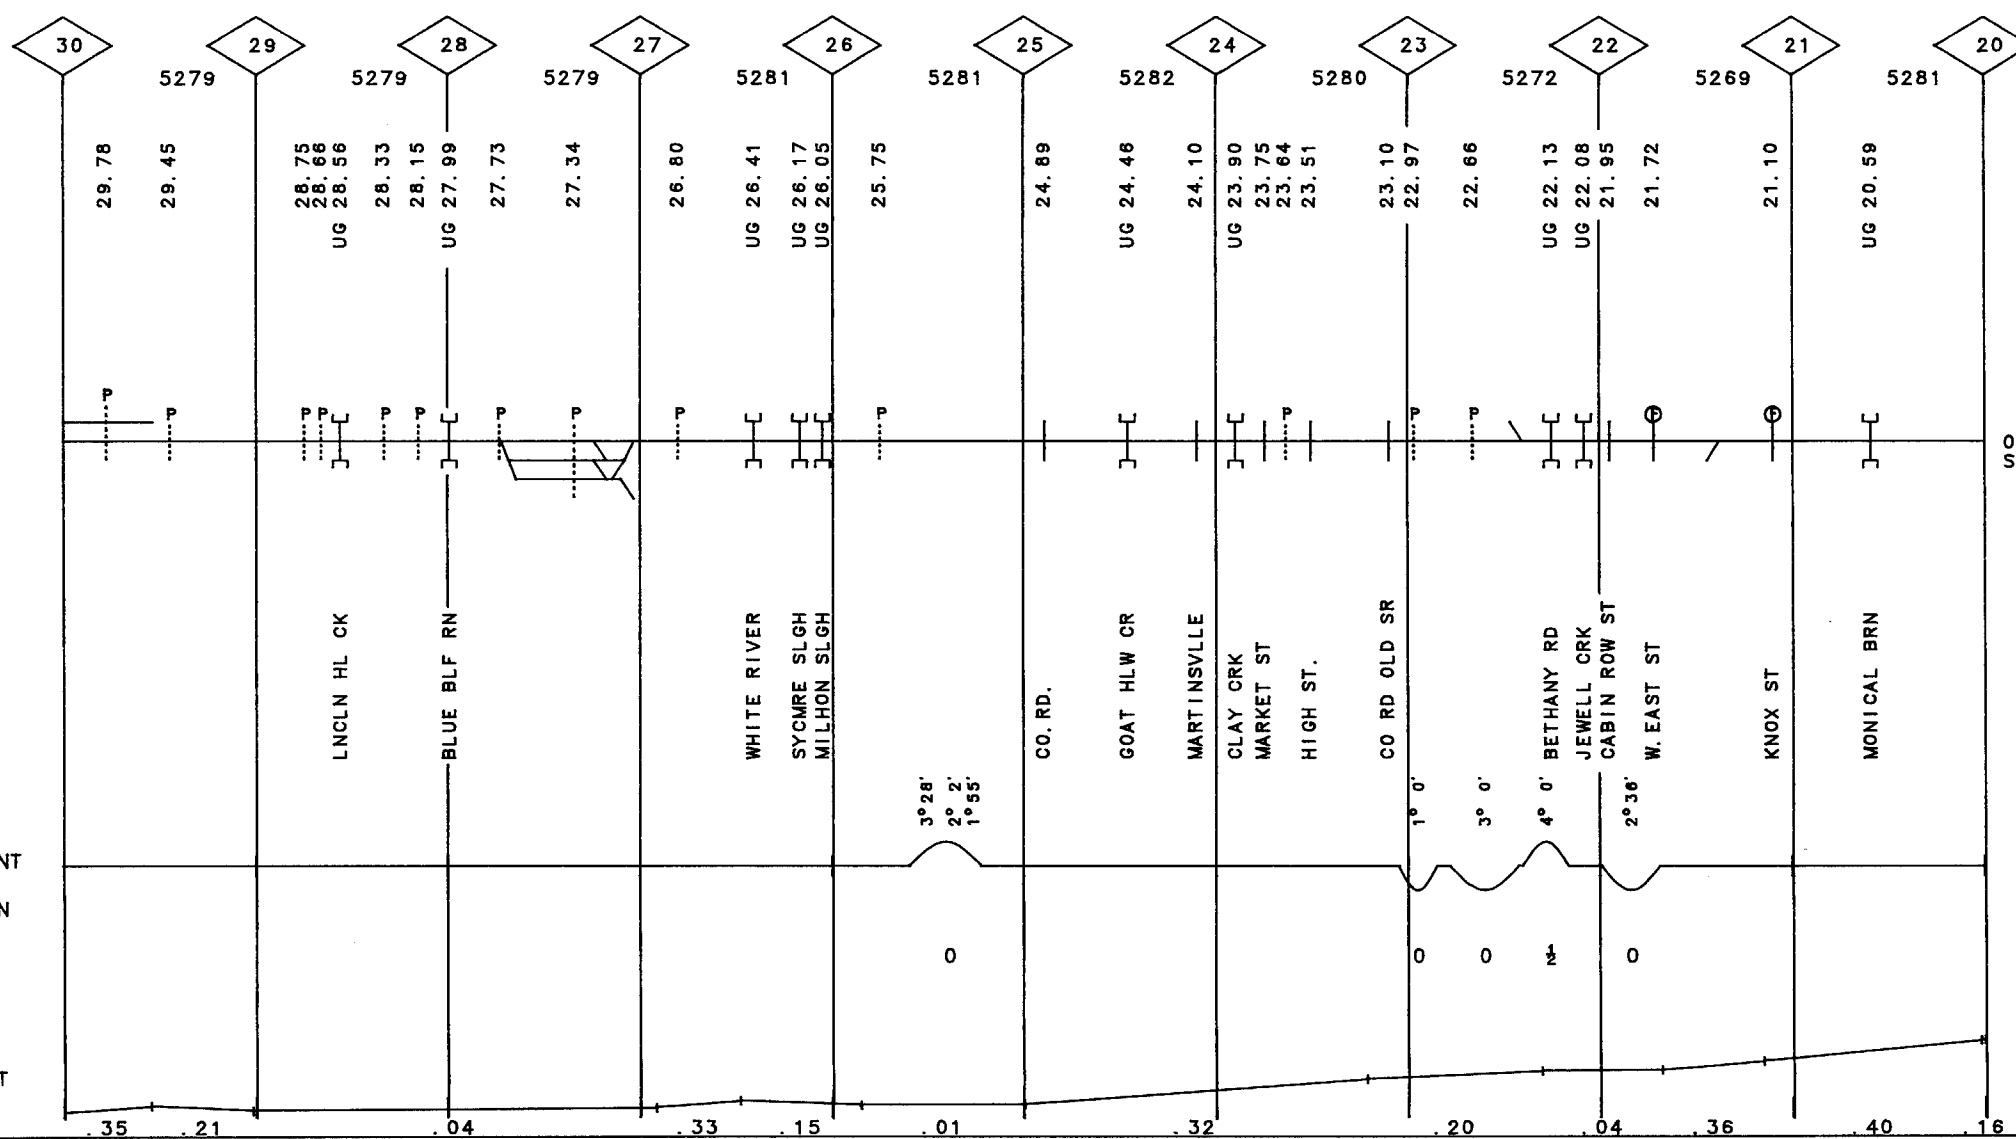 30 29 28 27 26 25 24 23 22 21 20
5279 5279 5279 5281 5281 5282 5280 5272 5269 5281
29.78
29.45
28.75
28.66
UG 28.56
28.33
28.15
UG 27.99
27.73
27.34
26.80
UG 26.41
UG 26.17
UG 26.05
25.75
24.89
UG 24.46
24.10
UG 23.90
23.75
23.64
23.51
23.10
22.97
22.66
UG 22.13
UG 22.08
21.95
21.72
21.10
UG 20.59
P
P P P P P P P P P P P P P P P
O
S
LNCLN HL CK
BLUE BLF RN
WHITE RIVER
SYCMRE SLGH
MILHON SLGH
CO. RD.
GOAT HLW CR
MARTINSVLLE
CLAY CRK
MARKET ST
HIGH ST.
CO RD OLD SR
BETHANY RD
JEWELL CRK
CABIN ROW ST
W. EAST ST
KNOX ST
MONICAL BRN
3°28'
2° 2'
1°55'
1° 0'
3° 0'
4° 0'
2°36'
NT
N
0 0 0 ½ 0
T
.35 .21 .04 .33 .15 .01 .32 .20 .04 .36 .40 .16